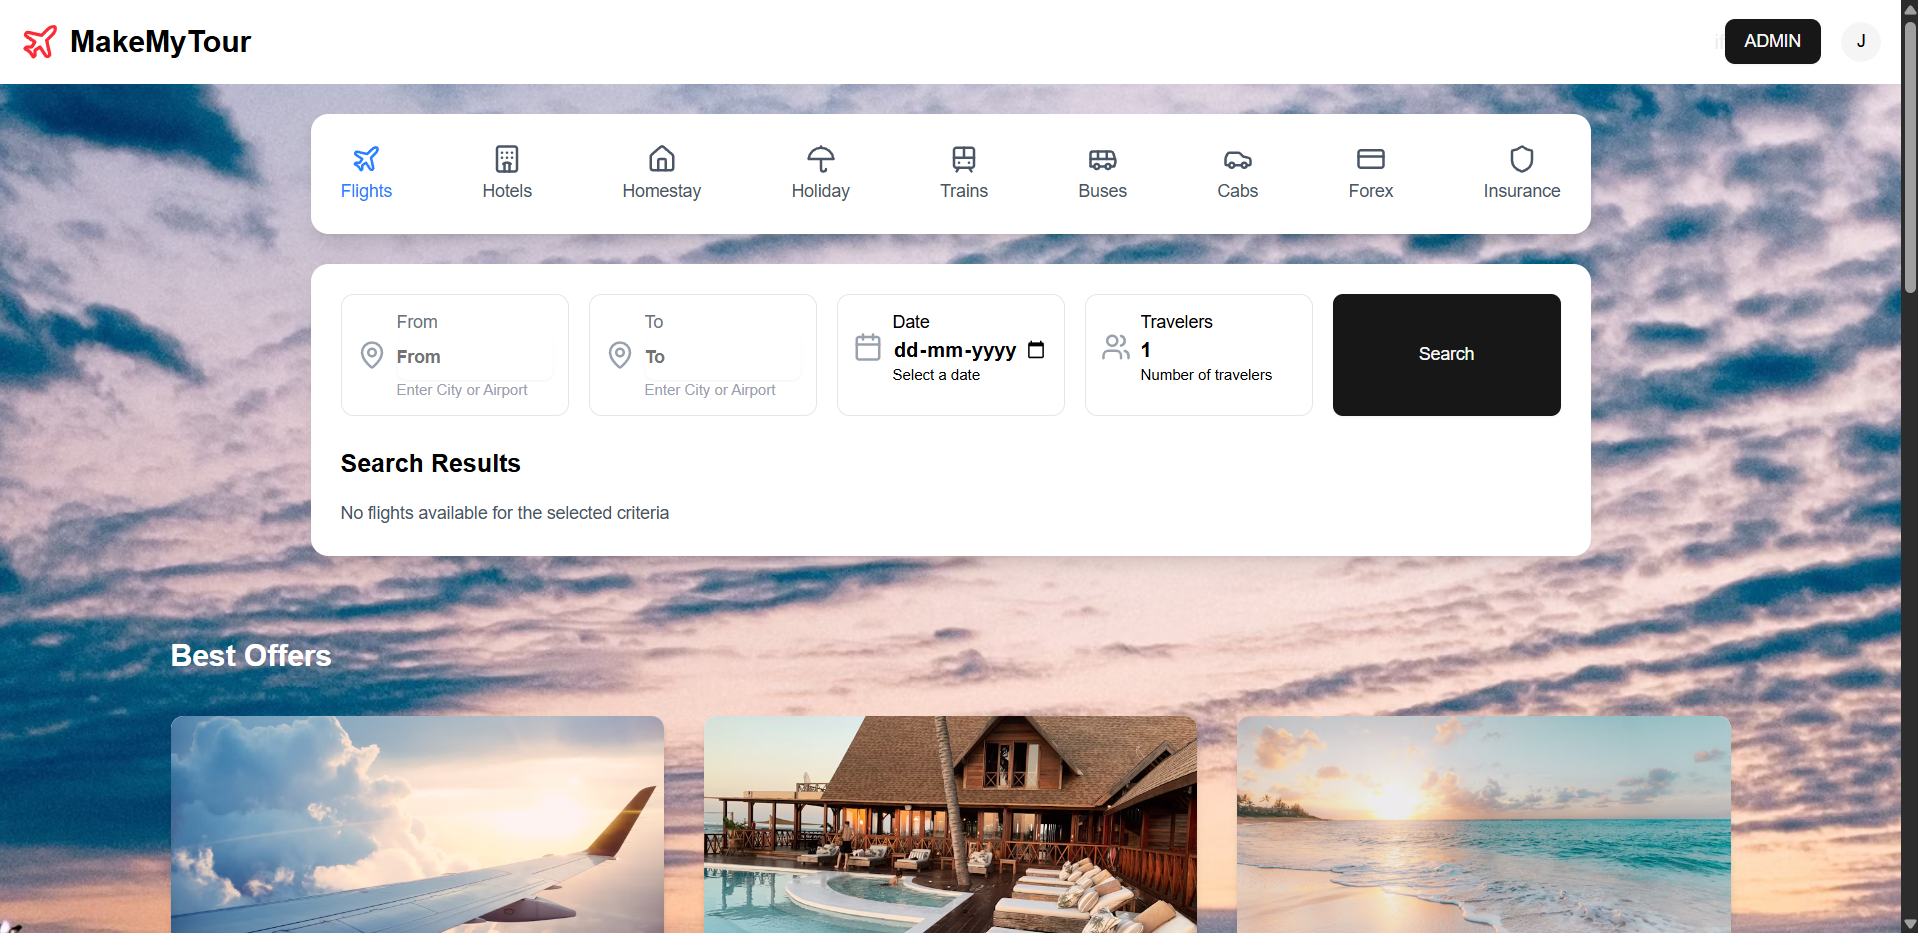 MakeMyTour
if
ADMIN
J
Flights
Hotels
Homestay
Holiday
Trains
Buses
Cabs
Forex
Insurance
From
From
Enter City or Airport
To
To
Enter City or Airport
Date
dd-mm-yyyy
Select a date
Travelers
1
Number of travelers
Search
Search Results
No flights available for the selected criteria
Best Offers